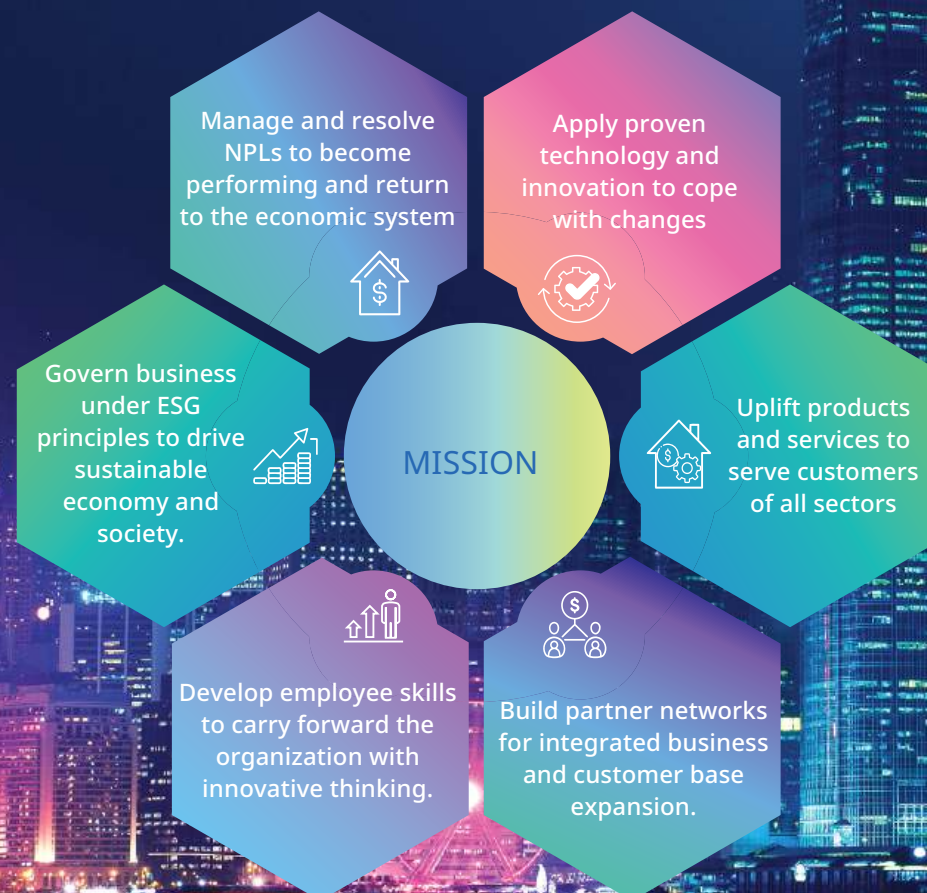 Manage and resolve
NPLs to become
performing and return
to the economic system
Apply proven
technology and
innovation to cope
with changes
Govern business
under ESG
principles to drive
sustainable
economy and
society.
MISSION
Uplift products
and services to
serve customers
of all sectors
Develop employee skills
to carry forward the
organization with
innovative thinking.
Build partner networks
for integrated business
and customer base
expansion.